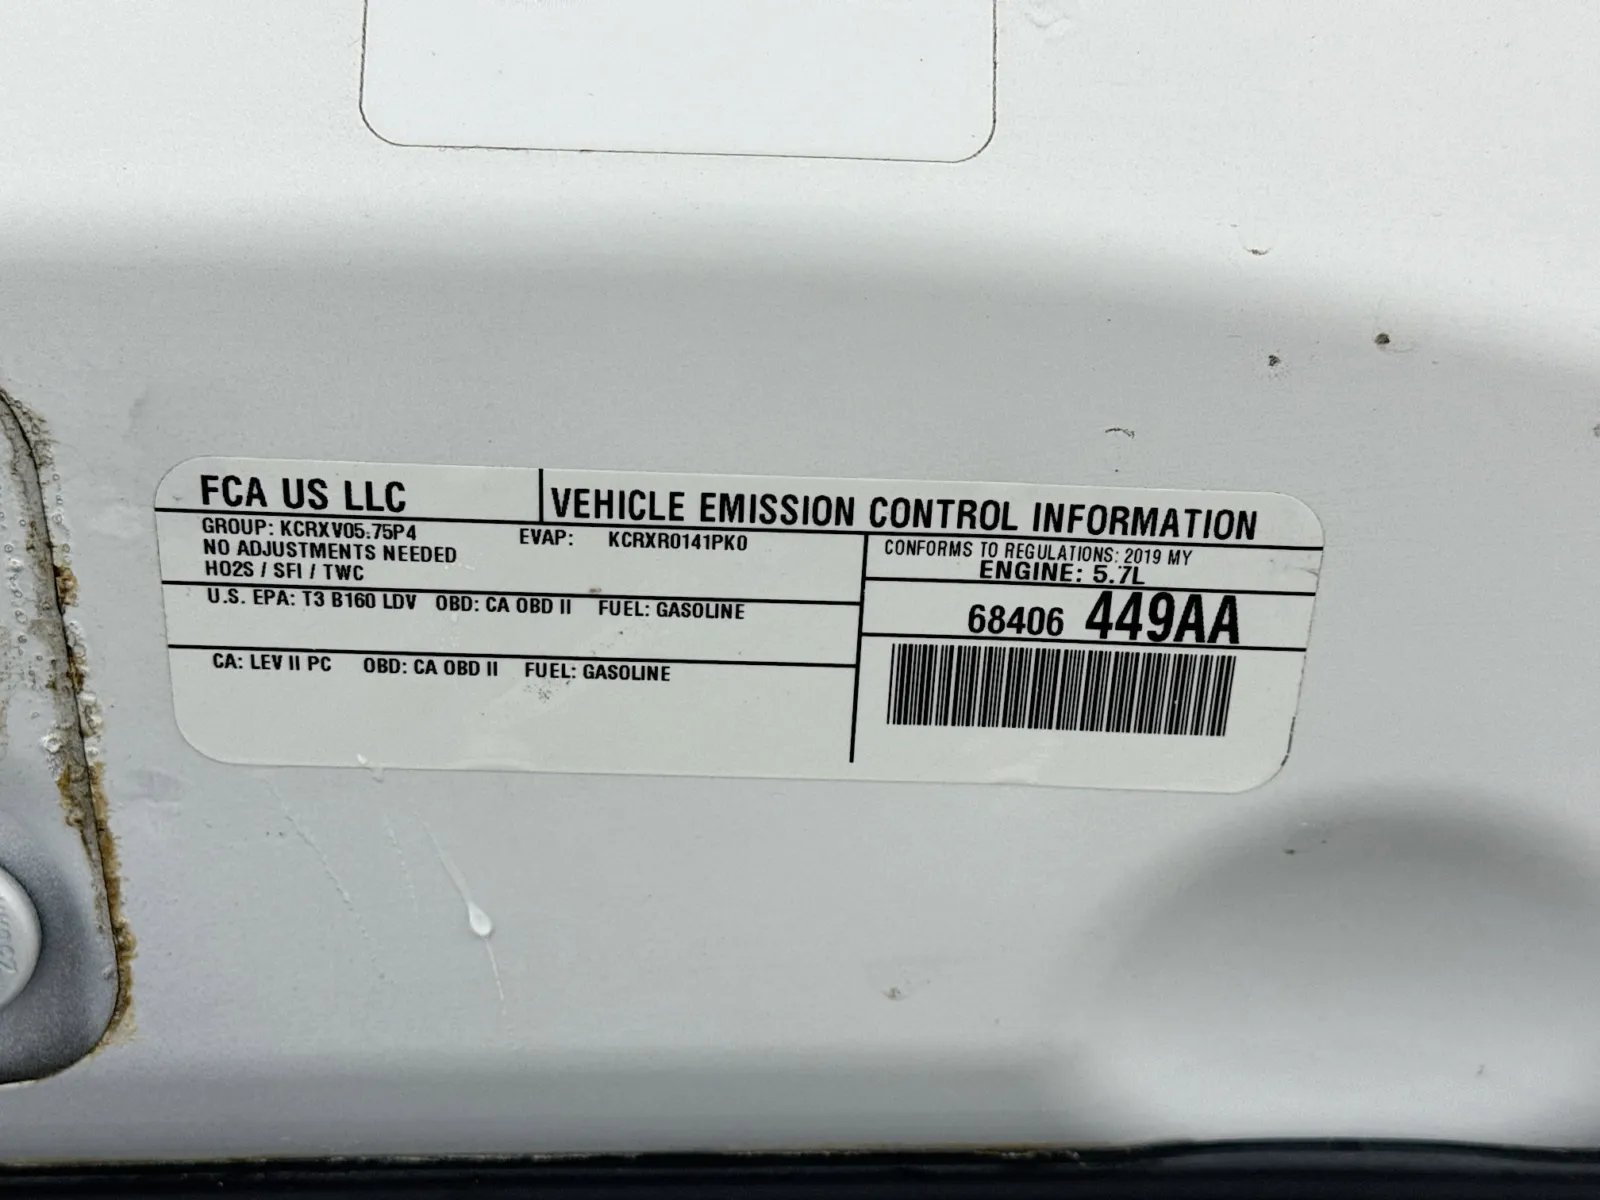 FCA US LLC
VEHICLE EMISSION CONTROL INFORMATION
GROUP: KCRXV05.75P4
EVAP: KCRXR0141PK0
NO ADJUSTMENTS NEEDED
HO2S / SFI / TWC
CONFORMS TO REGULATIONS: 2019 MY
ENGINE: 5.7L
U.S. EPA: T3 B160 LDV OBD: CA OBD II FUEL: GASOLINE
68406 449AA
CA: LEV II PC OBD: CA OBD II FUEL: GASOLINE